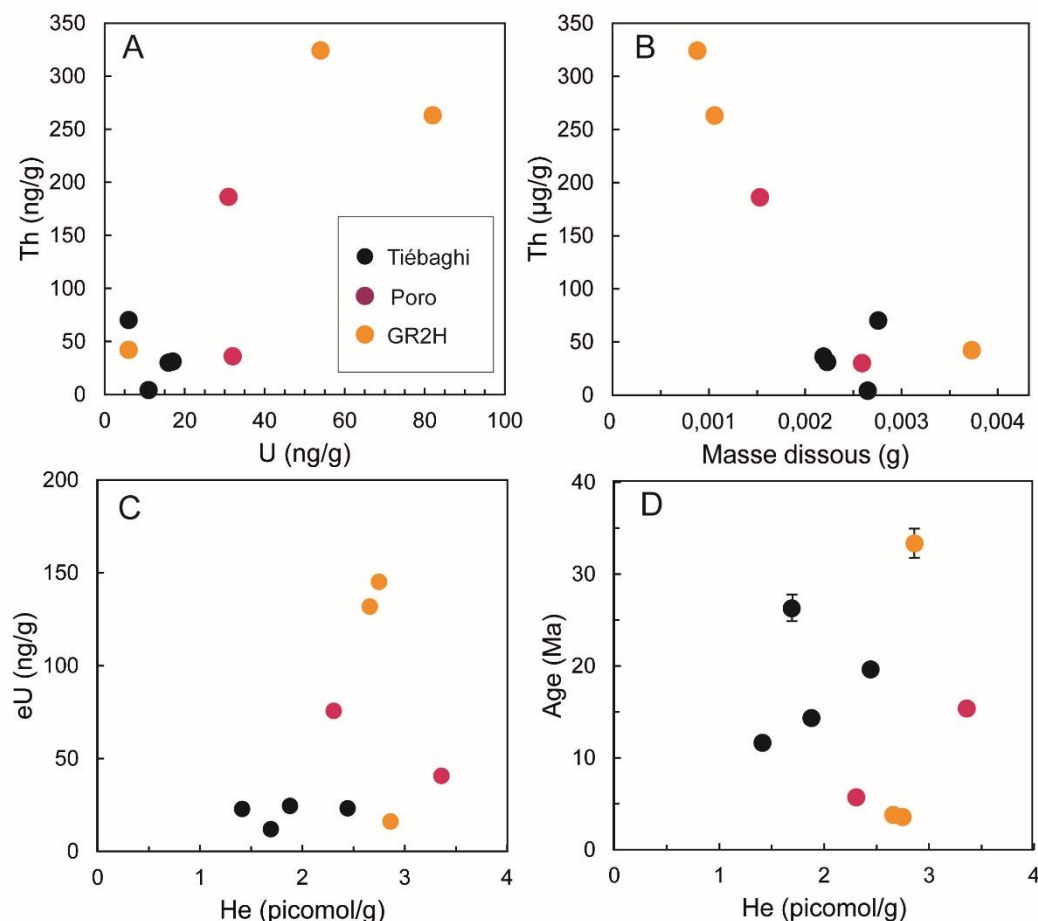 A
Th (ng/g)
350
300
250
200
150
100
50
0
0 20 40 60 80 100
U (ng/g)
Tiébaghi
Poro
GR2H
B
Th (µg/g)
350
300
250
200
150
100
50
0
0 0,001 0,002 0,003 0,004
Masse dissous (g)
C
eU (ng/g)
200
150
100
50
0
0 1 2 3 4
He (picomol/g)
D
Age (Ma)
40
30
20
10
0
0 2 3 4
He (picomol/g)